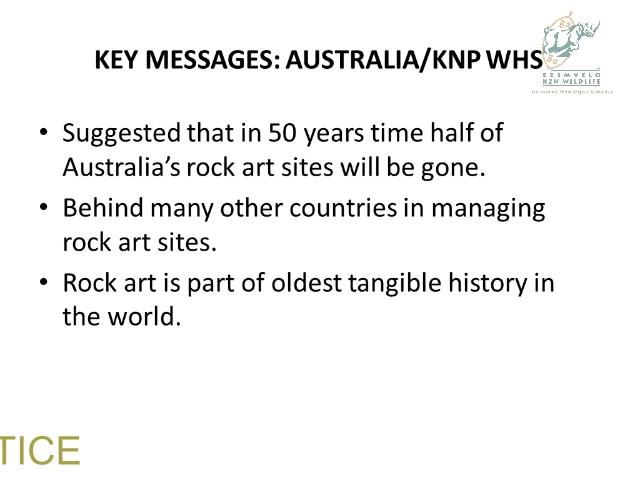 KEY MESSAGES: AUSTRALIA/KNP WHS
EZEMVELO
KZN WILDLIFE
• Suggested that in 50 years time half of
Australia’s rock art sites will be gone.
• Behind many other countries in managing
rock art sites.
• Rock art is part of oldest tangible history in
the world.
TICE